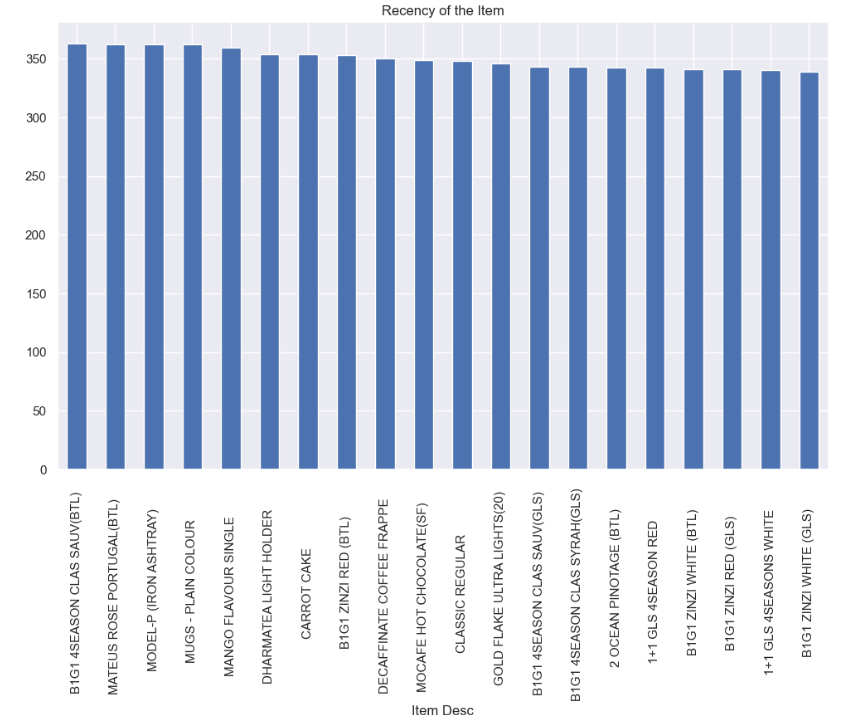 Recency of the Item
350
300
250
200
150
100
50
0
B1G1 4SEASON CLAS SAUV(BTL)
MATEUS ROSE PORTUGAL(BTL)
MODEL-P (IRON ASHTRAY)
MUGS - PLAIN COLOUR
MANGO FLAVOUR SINGLE
DHARMATEA LIGHT HOLDER
CARROT CAKE
B1G1 ZINZI RED (BTL)
DECAFFINATE COFFEE FRAPPE
MOCAFE HOT CHOCOLATE(SF)
CLASSIC REGULAR
GOLD FLAKE ULTRA LIGHTS(20)
B1G1 4SEASON CLAS SAUV(GLS)
B1G1 4SEASON CLAS SYRAH(GLS)
2 OCEAN PINOTAGE (BTL)
1+1 GLS 4SEASON RED
B1G1 ZINZI WHITE (BTL)
B1G1 ZINZI RED (GLS)
1+1 GLS 4SEASONS WHITE
B1G1 ZINZI WHITE (GLS)
Item Desc